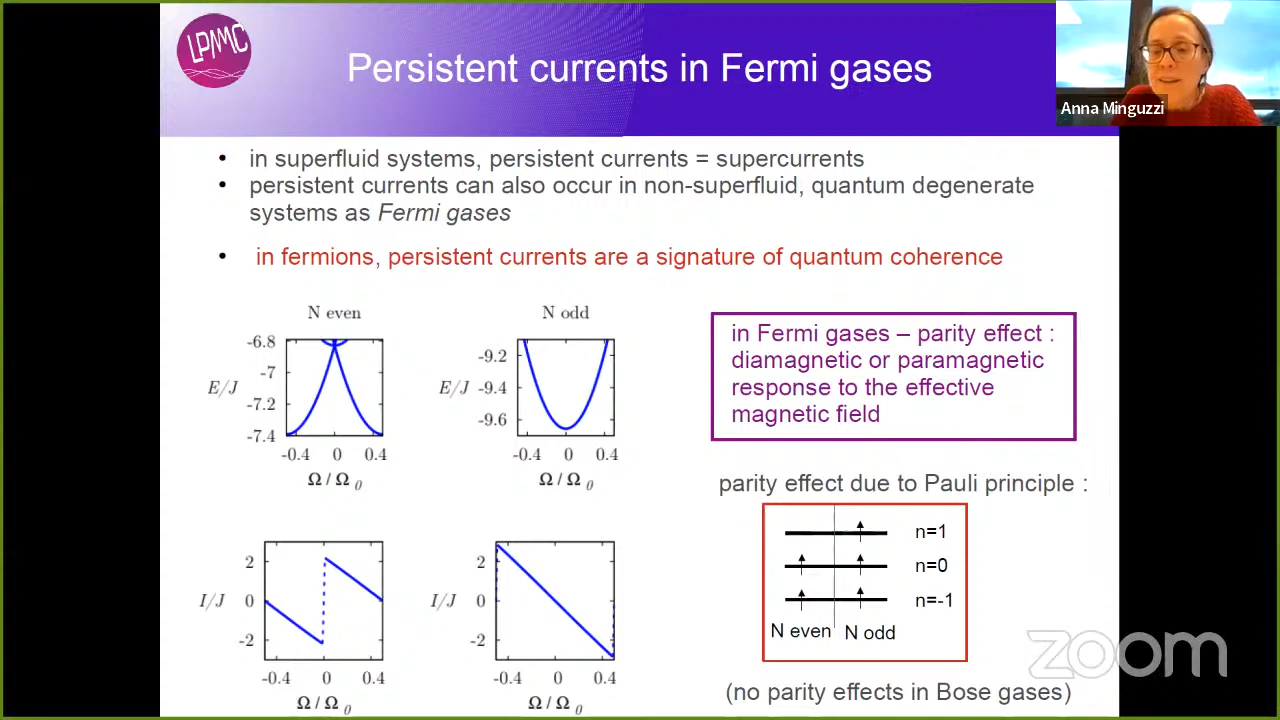 LPMMC
Persistent currents in Fermi gases
Anna Minguzzi
• in superfluid systems, persistent currents = supercurrents
• persistent currents can also occur in non-superfluid, quantum degenerate
systems as Fermi gases
• in fermions, persistent currents are a signature of quantum coherence
N even
-6.8
-7
-7.2
-7.4
E/J
-0.4 0 0.4
Ω / Ω 0
N odd
-9.2
-9.4
-9.6
E/J
-0.4 0 0.4
Ω / Ω 0
in Fermi gases – parity effect :
diamagnetic or paramagnetic
response to the effective
magnetic field
2
0
-2
I/J
-0.4 0 0.4
Ω / Ω 0
2
0
-2
I/J
-0.4 0 0.4
Ω / Ω 0
parity effect due to Pauli principle :
n=1
n=0
n=-1
N even N odd
(no parity effects in Bose gases)
zoom